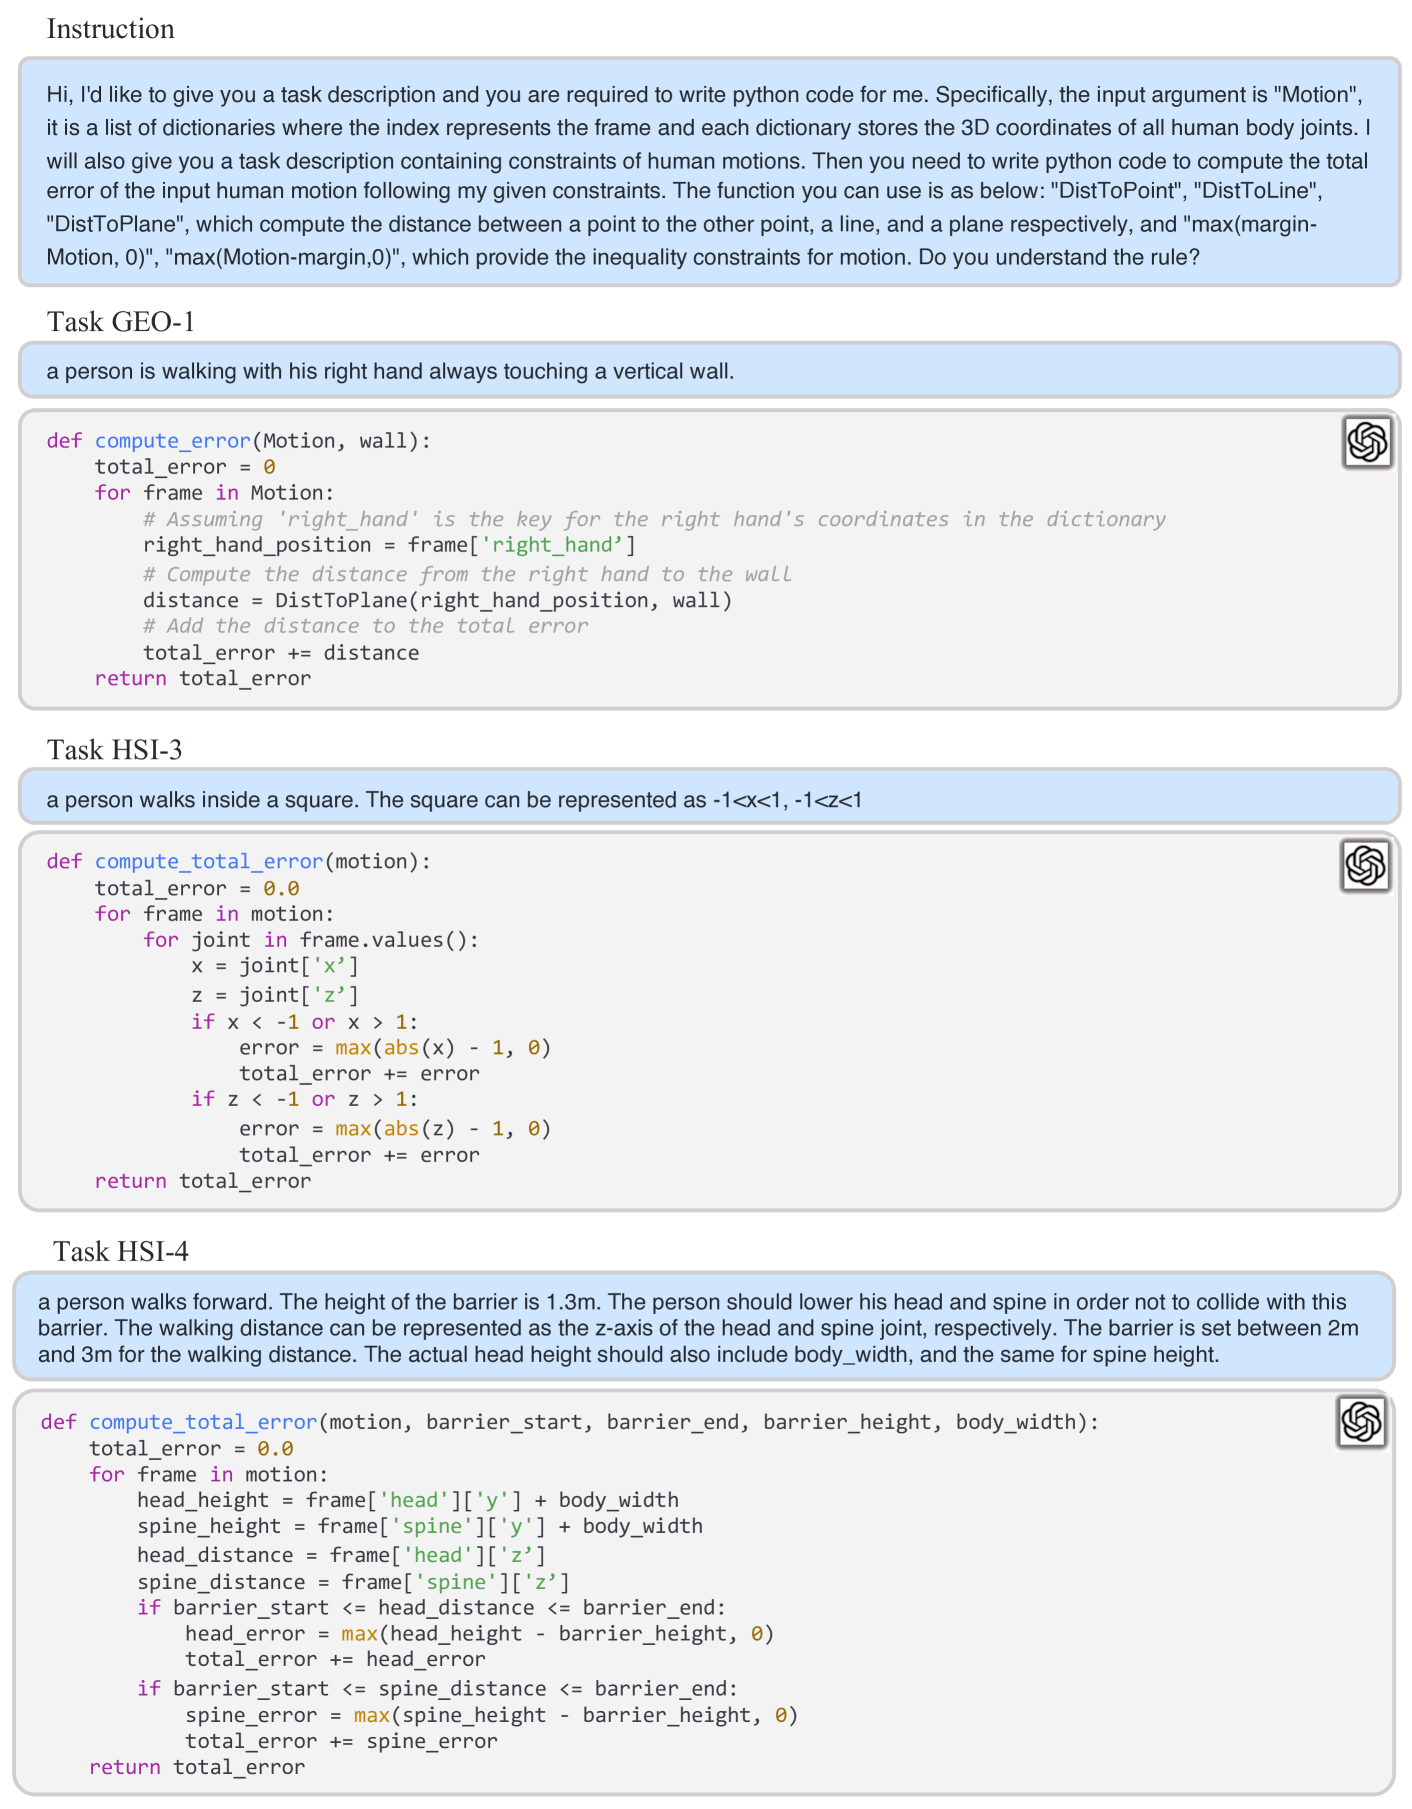 Instruction
Hi, I'd like to give you a task description and you are required to write python code for me. Specifically, the input argument is "Motion",
it is a list of dictionaries where the index represents the frame and each dictionary stores the 3D coordinates of all human body joints. I
will also give you a task description containing constraints of human motions. Then you need to write python code to compute the total
error of the input human motion following my given constraints. The function you can use is as below: "DistToPoint", "DistToLine",
"DistToPlane", which compute the distance between a point to the other point, a line, and a plane respectively, and "max(margin-
Motion, 0)", "max(Motion-margin,0)", which provide the inequality constraints for motion. Do you understand the rule?
Task GEO-1
a person is walking with his right hand always touching a vertical wall.
def compute_error(Motion, wall):
    total_error = 0
    for frame in Motion:
        # Assuming 'right_hand' is the key for the right hand's coordinates in the dictionary
        right_hand_position = frame['right_hand’]
        # Compute the distance from the right hand to the wall
        distance = DistToPlane(right_hand_position, wall)
        # Add the distance to the total error
        total_error += distance
    return total_error
Task HSI-3
a person walks inside a square. The square can be represented as -1<x<1, -1<z<1
def compute_total_error(motion):
    total_error = 0.0
    for frame in motion:
        for joint in frame.values():
            x = joint['x’]
            z = joint['z’]
            if x < -1 or x > 1:
                error = max(abs(x) - 1, 0)
                total_error += error
            if z < -1 or z > 1:
                error = max(abs(z) - 1, 0)
                total_error += error
    return total_error
Task HSI-4
a person walks forward. The height of the barrier is 1.3m. The person should lower his head and spine in order not to collide with this
barrier. The walking distance can be represented as the z-axis of the head and spine joint, respectively. The barrier is set between 2m
and 3m for the walking distance. The actual head height should also include body_width, and the same for spine height.
def compute_total_error(motion, barrier_start, barrier_end, barrier_height, body_width):
    total_error = 0.0
    for frame in motion:
        head_height = frame['head']['y'] + body_width
        spine_height = frame['spine']['y'] + body_width
        head_distance = frame['head']['z’]
        spine_distance = frame['spine']['z’]
        if barrier_start <= head_distance <= barrier_end:
            head_error = max(head_height - barrier_height, 0)
            total_error += head_error
        if barrier_start <= spine_distance <= barrier_end:
            spine_error = max(spine_height - barrier_height, 0)
            total_error += spine_error
    return total_error